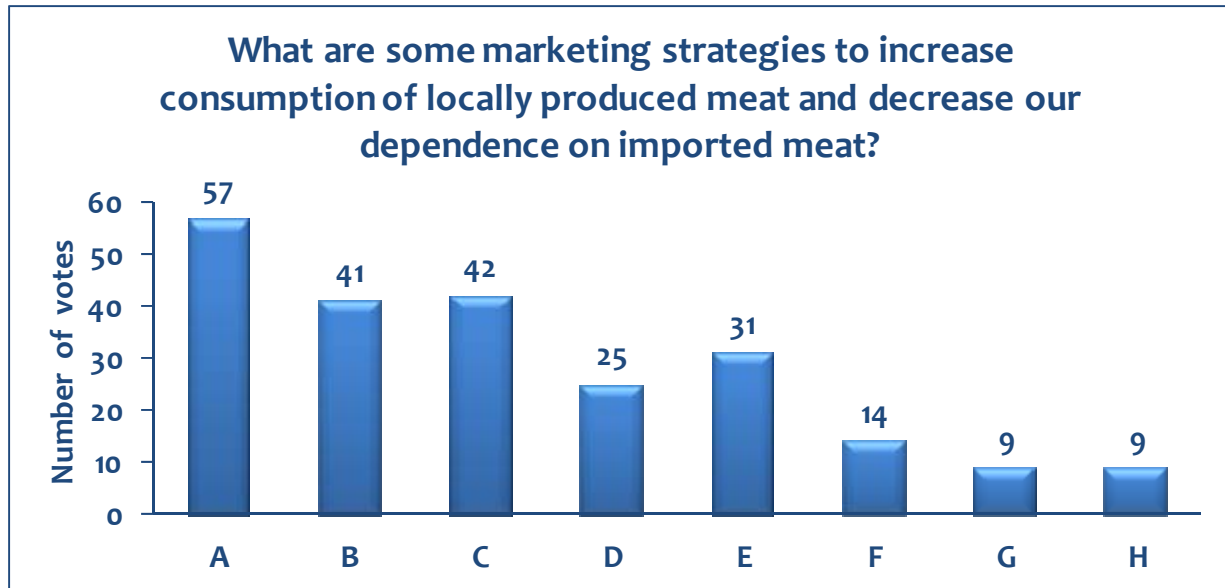 What are some marketing strategies to increase
consumption of locally produced meat and decrease our
dependence on imported meat?
Number of votes
60
50
40
30
20
10
0
57
41
42
25
31
14
9
9
A
B
C
D
E
F
G
H